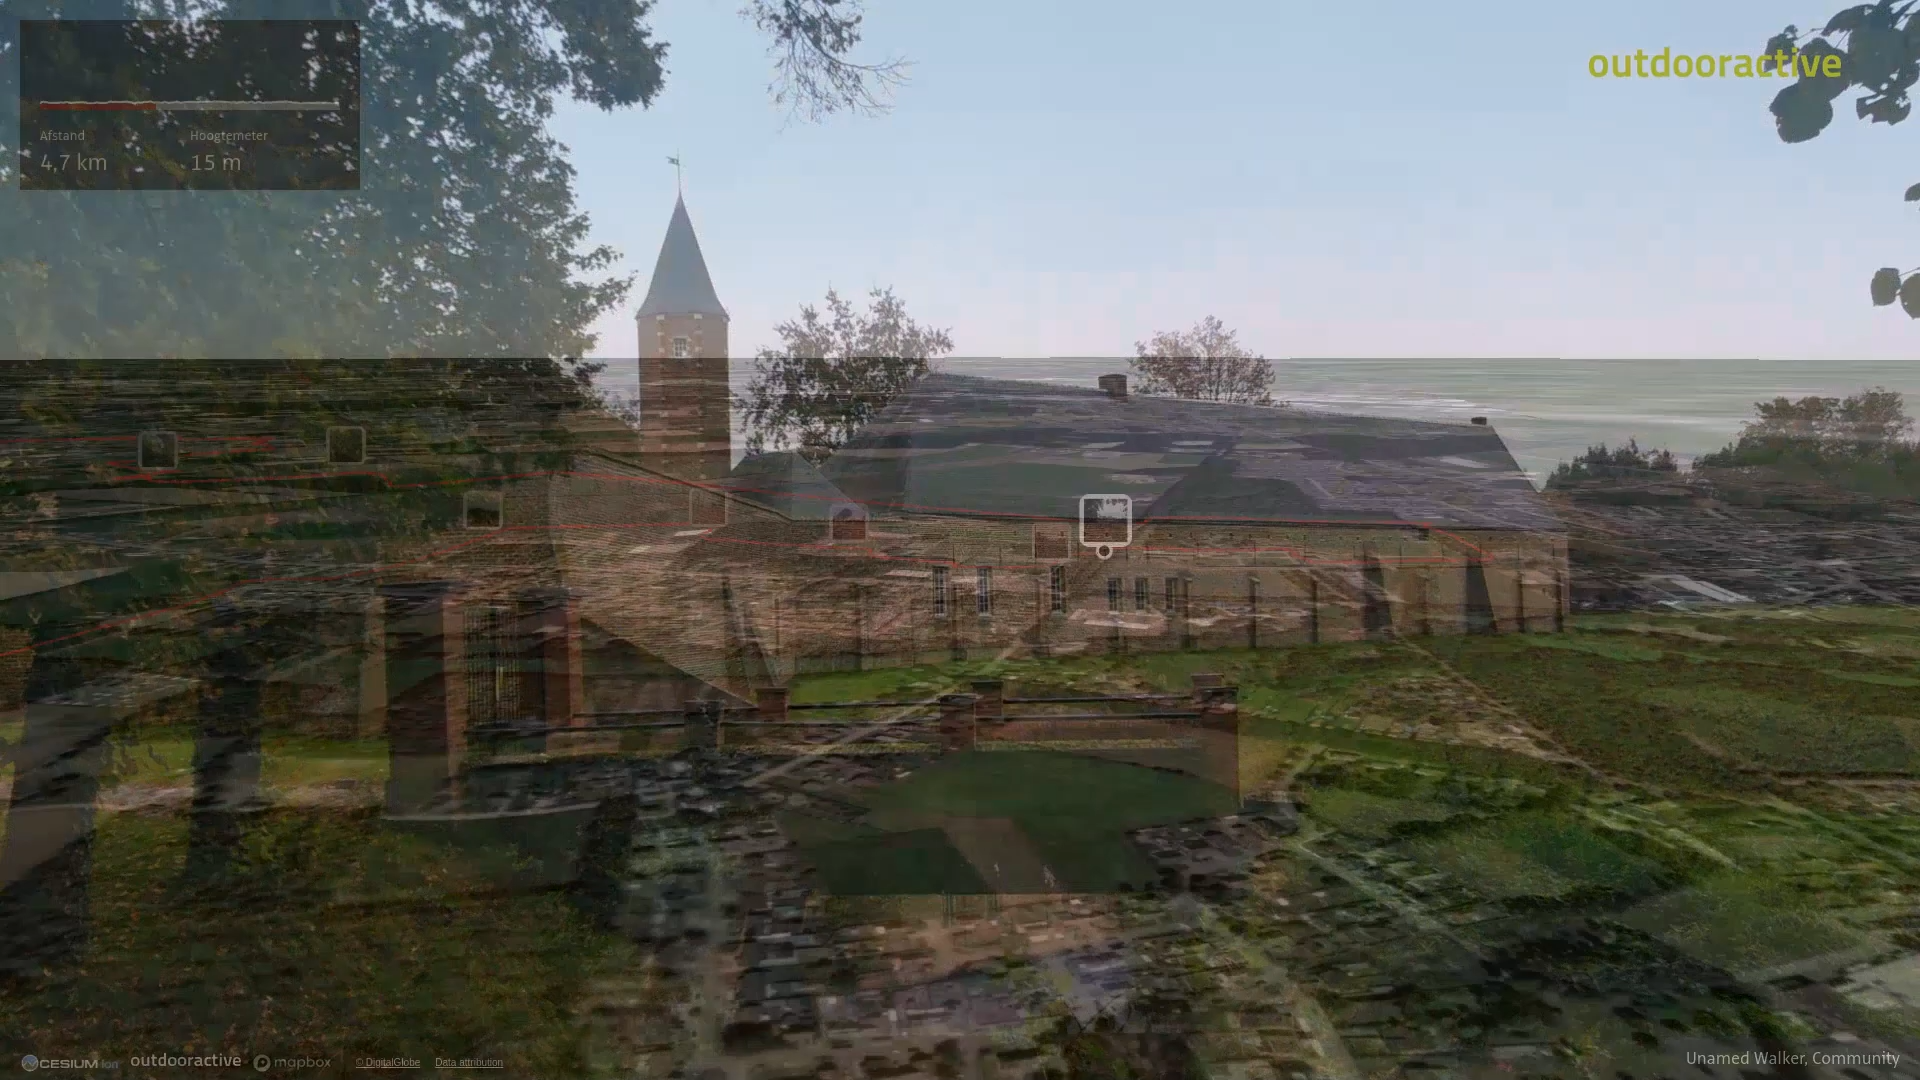 outdooractive
Afstand
Hoogtemeter
4,7 km
15 m
CESIUM ion
outdooractive
mapbox
© DigitalGlobe
Data attribution
Unamed Walker, Community